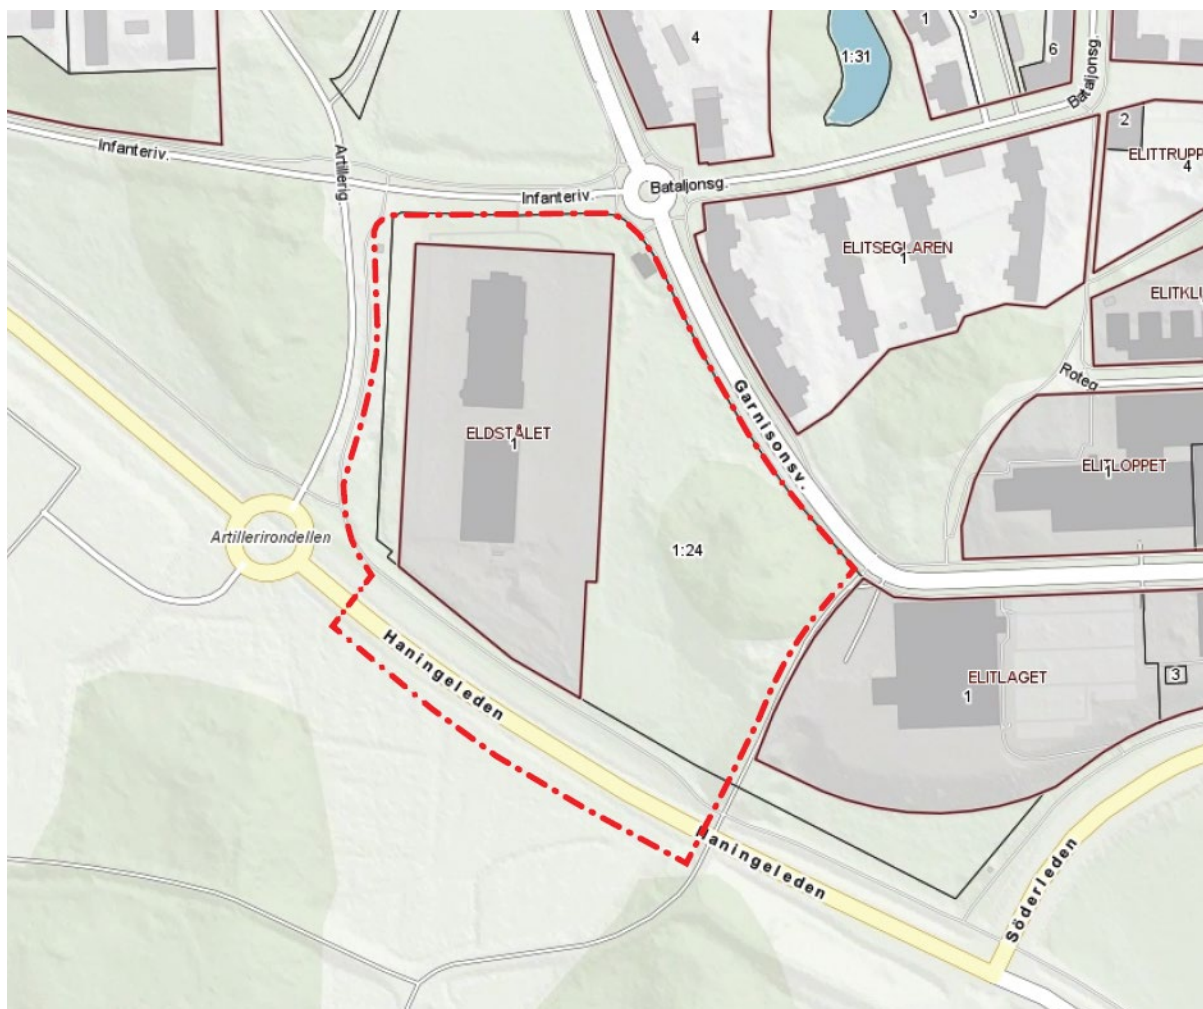 1
3
4
6
1:31
Bataljonsg.
2
ELITTRUPP
4
Infanteriv.
Artillerig.
Infanteriv.
Bataljonsg.
ELITSEGLAREN
1
ELITKLI
Roteg.
Garnisonsv.
ELDSTÅLET
1
ELITLOPPET
1
Artillerirondellen
1:24
Haningeleden
ELITLAGET
1
3
Haningeleden
Söderleden